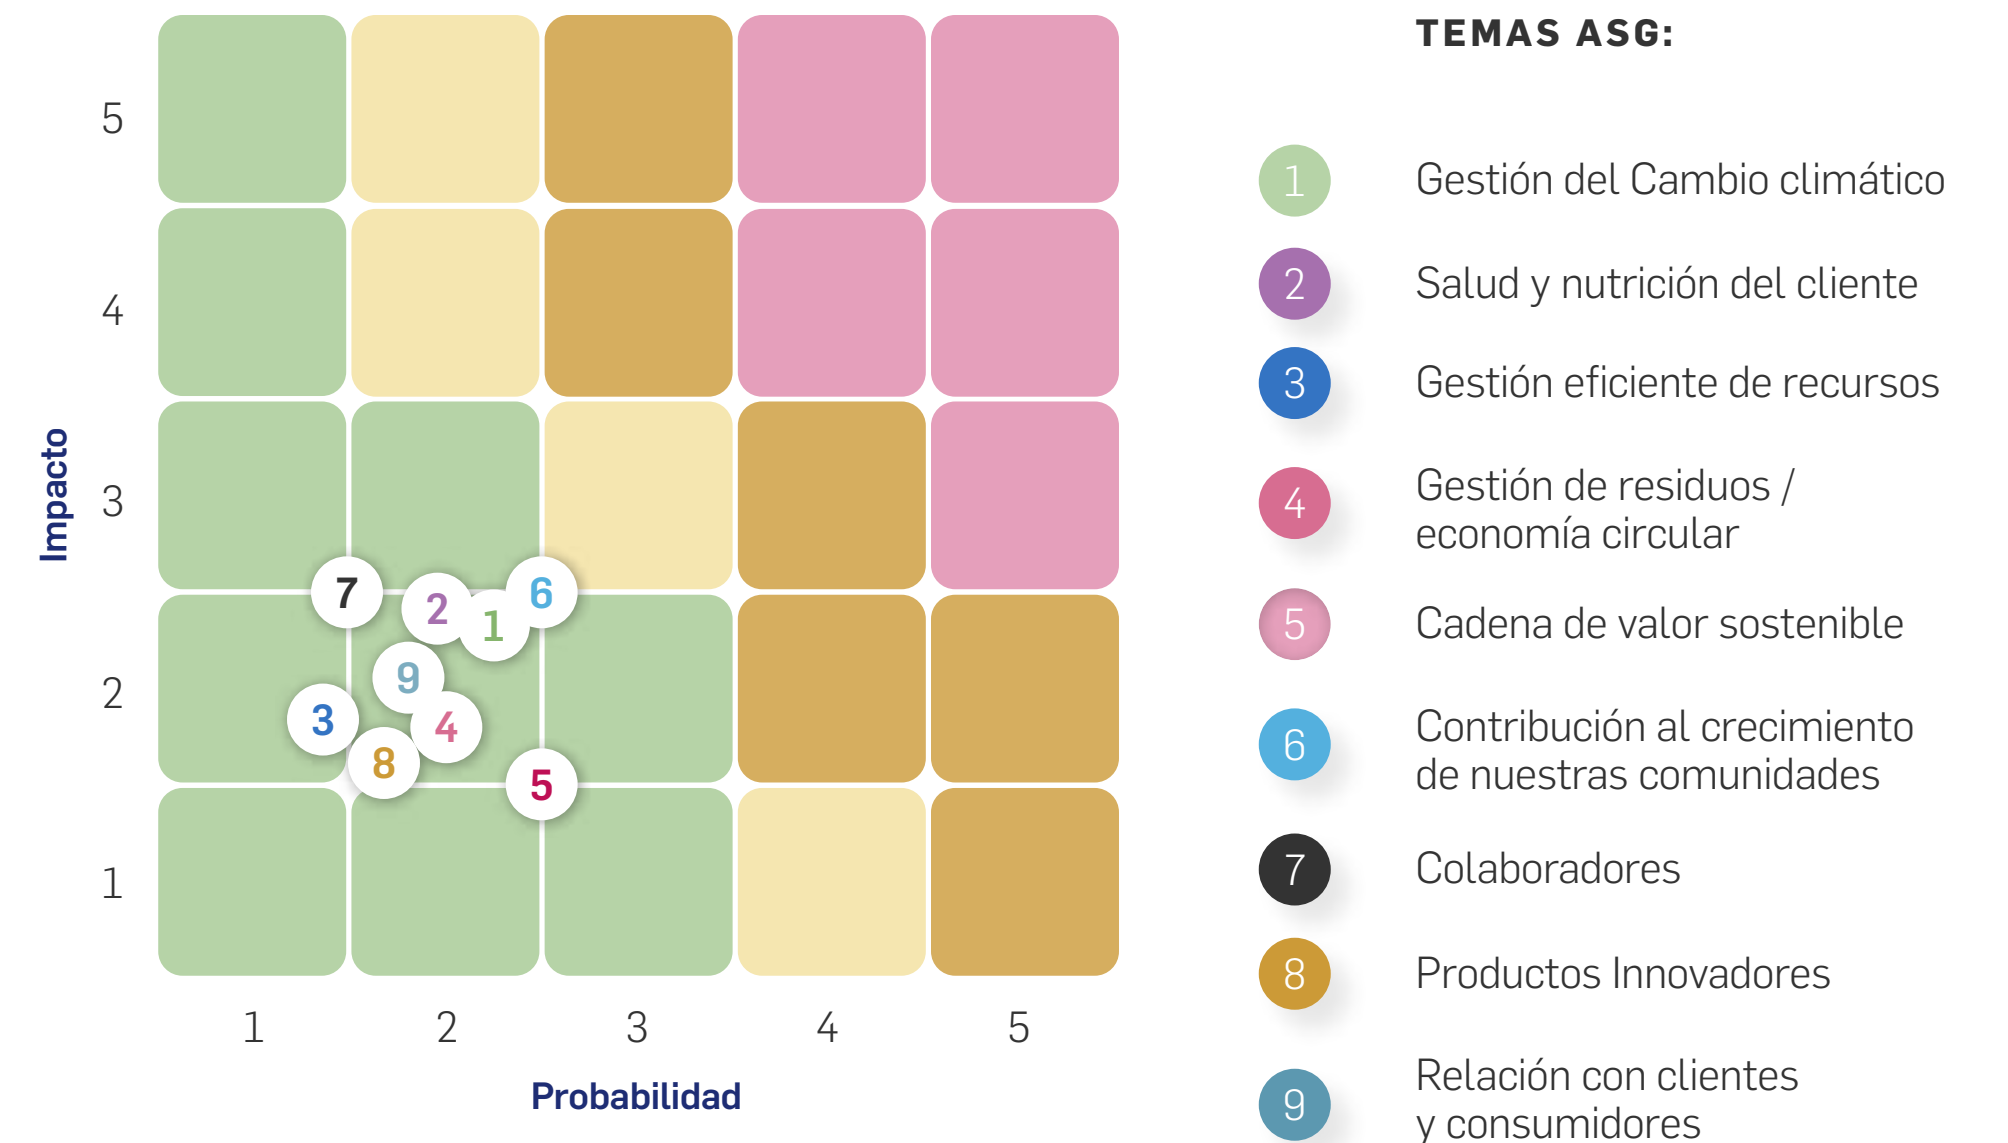 TEMAS ASG:
5
4
3
2
1
Impacto
7
2
1
6
9
3
4
8
5
1
2
3
4
5
Probabilidad
1 Gestión del Cambio climático
2 Salud y nutrición del cliente
3 Gestión eficiente de recursos
4 Gestión de residuos /
economía circular
5 Cadena de valor sostenible
6 Contribución al crecimiento
de nuestras comunidades
7 Colaboradores
8 Productos Innovadores
9 Relación con clientes
y consumidores